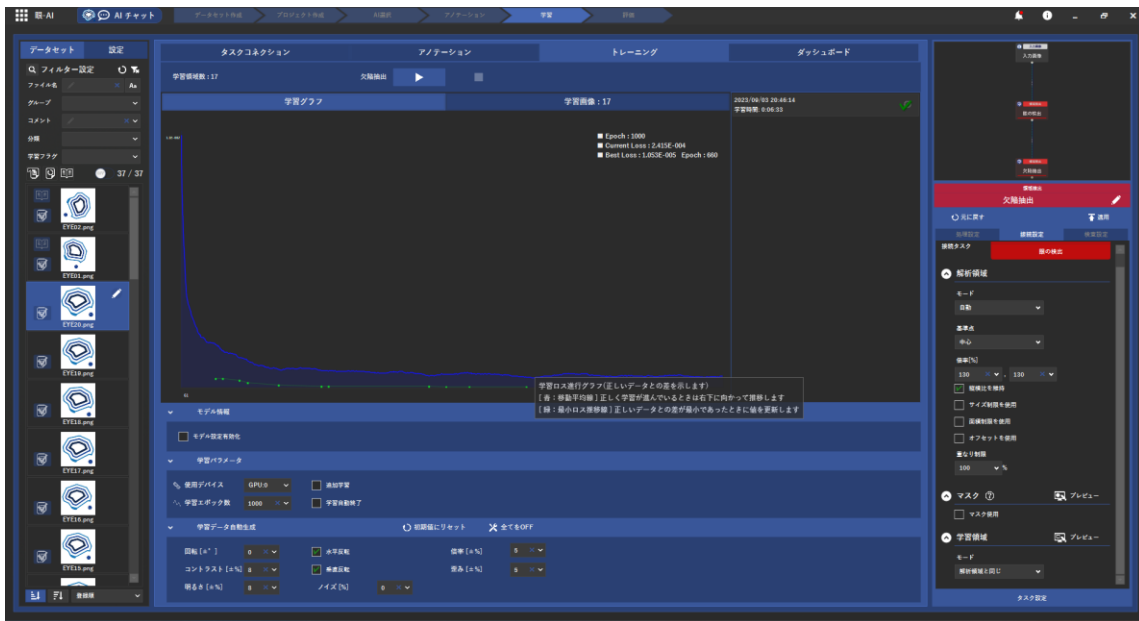 AI チャット
データセット作成
プロジェクト作成
AI選択
アノテーション
学習
評価
データセット
設定
フィルター設定
ファイル名
Aa
グループ
コメント
分類
学習フラグ
37 / 37
EYE02.png
EYE01.png
EYE20.png
EYE19.png
EYE18.png
EYE17.png
EYE16.png
EYE15.png
登録順
タスクコネクション
アノテーション
トレーニング
ダッシュボード
学習領域数:17
欠陥抽出
学習グラフ
学習画像:17
2023/06/03 20:46:14
学習時間: 0:06:33
Epoch : 1000
Current Loss : 2.415E-004
Best Loss : 1.053E-005 Epoch : 660
学習ロス進行グラフ(正しいデータとの差を示します)
[ 青:移動平均線 ] 正しく学習が進んでいるときは右下に向かって推移します
[ 緑:最小ロス推移線 ] 正しいデータとの差が最小であったときに値を更新します
モデル情報
モデル設定有効化
学習パラメータ
使用デバイス
GPU:0
追加学習
学習エポック数
1000
学習自動終了
学習データ自動生成
初期値にリセット
全てをOFF
回転 [±°]
0
水平反転
倍率 [±%]
5
コントラスト [±%]
垂直反転
歪み [±%]
5
明るさ [±%]
ノイズ [%]
入力画像
眼の検出
欠陥抽出
領域抽出
欠陥抽出
元に戻す
適用
処理設定
接続設定
検査設定
接続タスク
眼の検出
解析領域
モード
自動
基準点
中心
倍率[%]
130
,
130
縦横比を維持
サイズ制限を使用
面積制限を使用
オフセットを使用
重なり制限
100
%
マスク
プレビュー
マスク使用
学習領域
プレビュー
モード
解析領域と同じ
タスク設定